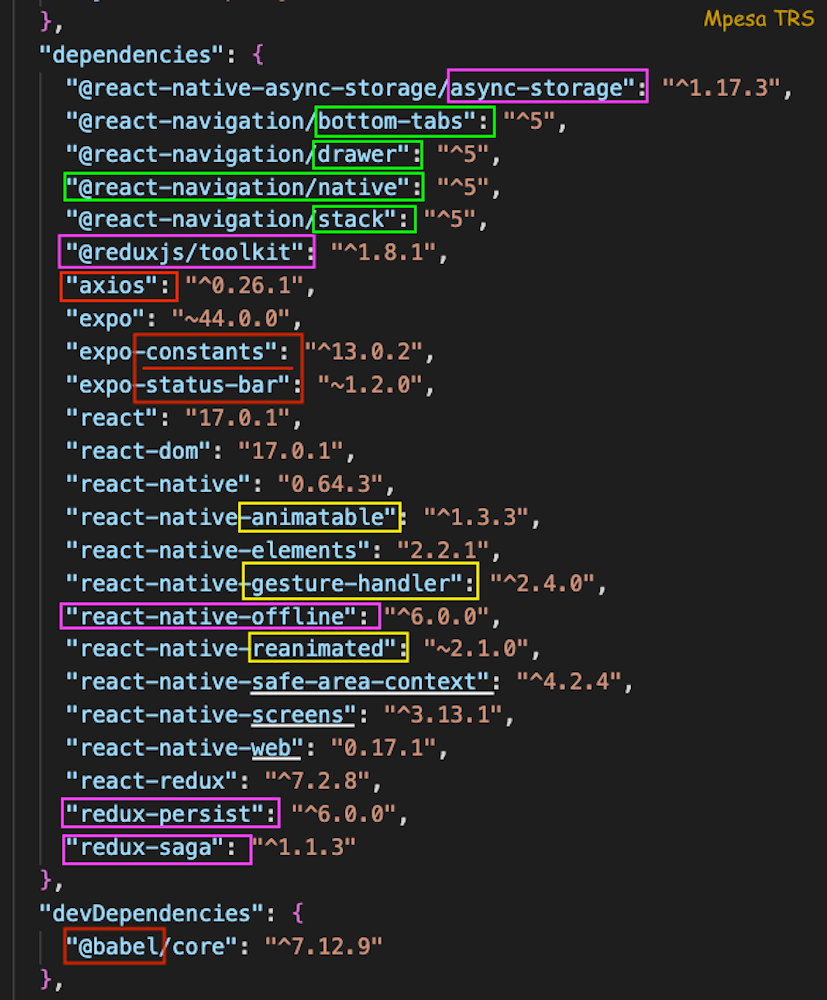 Mpesa TRS
},
"dependencies": {
"@react-native-async-storage/async-storage": "^1.17.3",
"@react-navigation/bottom-tabs": "^5",
"@react-navigation/drawer": "^5",
"@react-navigation/native": "^5",
"@react-navigation/stack": "^5",
"@reduxjs/toolkit": "^1.8.1",
"axios": "^0.26.1",
"expo": "~44.0.0",
"expo-constants": "^13.0.2",
"expo-status-bar": "~1.2.0",
"react": "17.0.1",
"react-dom": "17.0.1",
"react-native": "0.64.3",
"react-native-animatable": "^1.3.3",
"react-native-elements": "2.2.1",
"react-native-gesture-handler": "^2.4.0",
"react-native-offline": "^6.0.0",
"react-native-reanimated": "~2.1.0",
"react-native-safe-area-context": "^4.2.4",
"react-native-screens": "^3.13.1",
"react-native-web": "0.17.1",
"react-redux": "^7.2.8",
"redux-persist": "^6.0.0",
"redux-saga": "^1.1.3"
},
"devDependencies": {
"@babel/core": "^7.12.9"
},